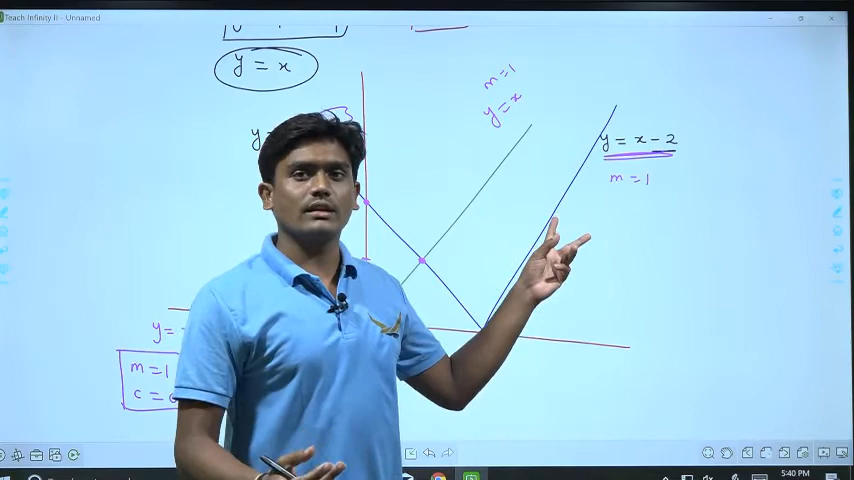 Teach Infinity II - Unnamed
y = x
m = 1
y = x
y = x - 2
m = 1
y =
m = 1
c =
5:40 PM